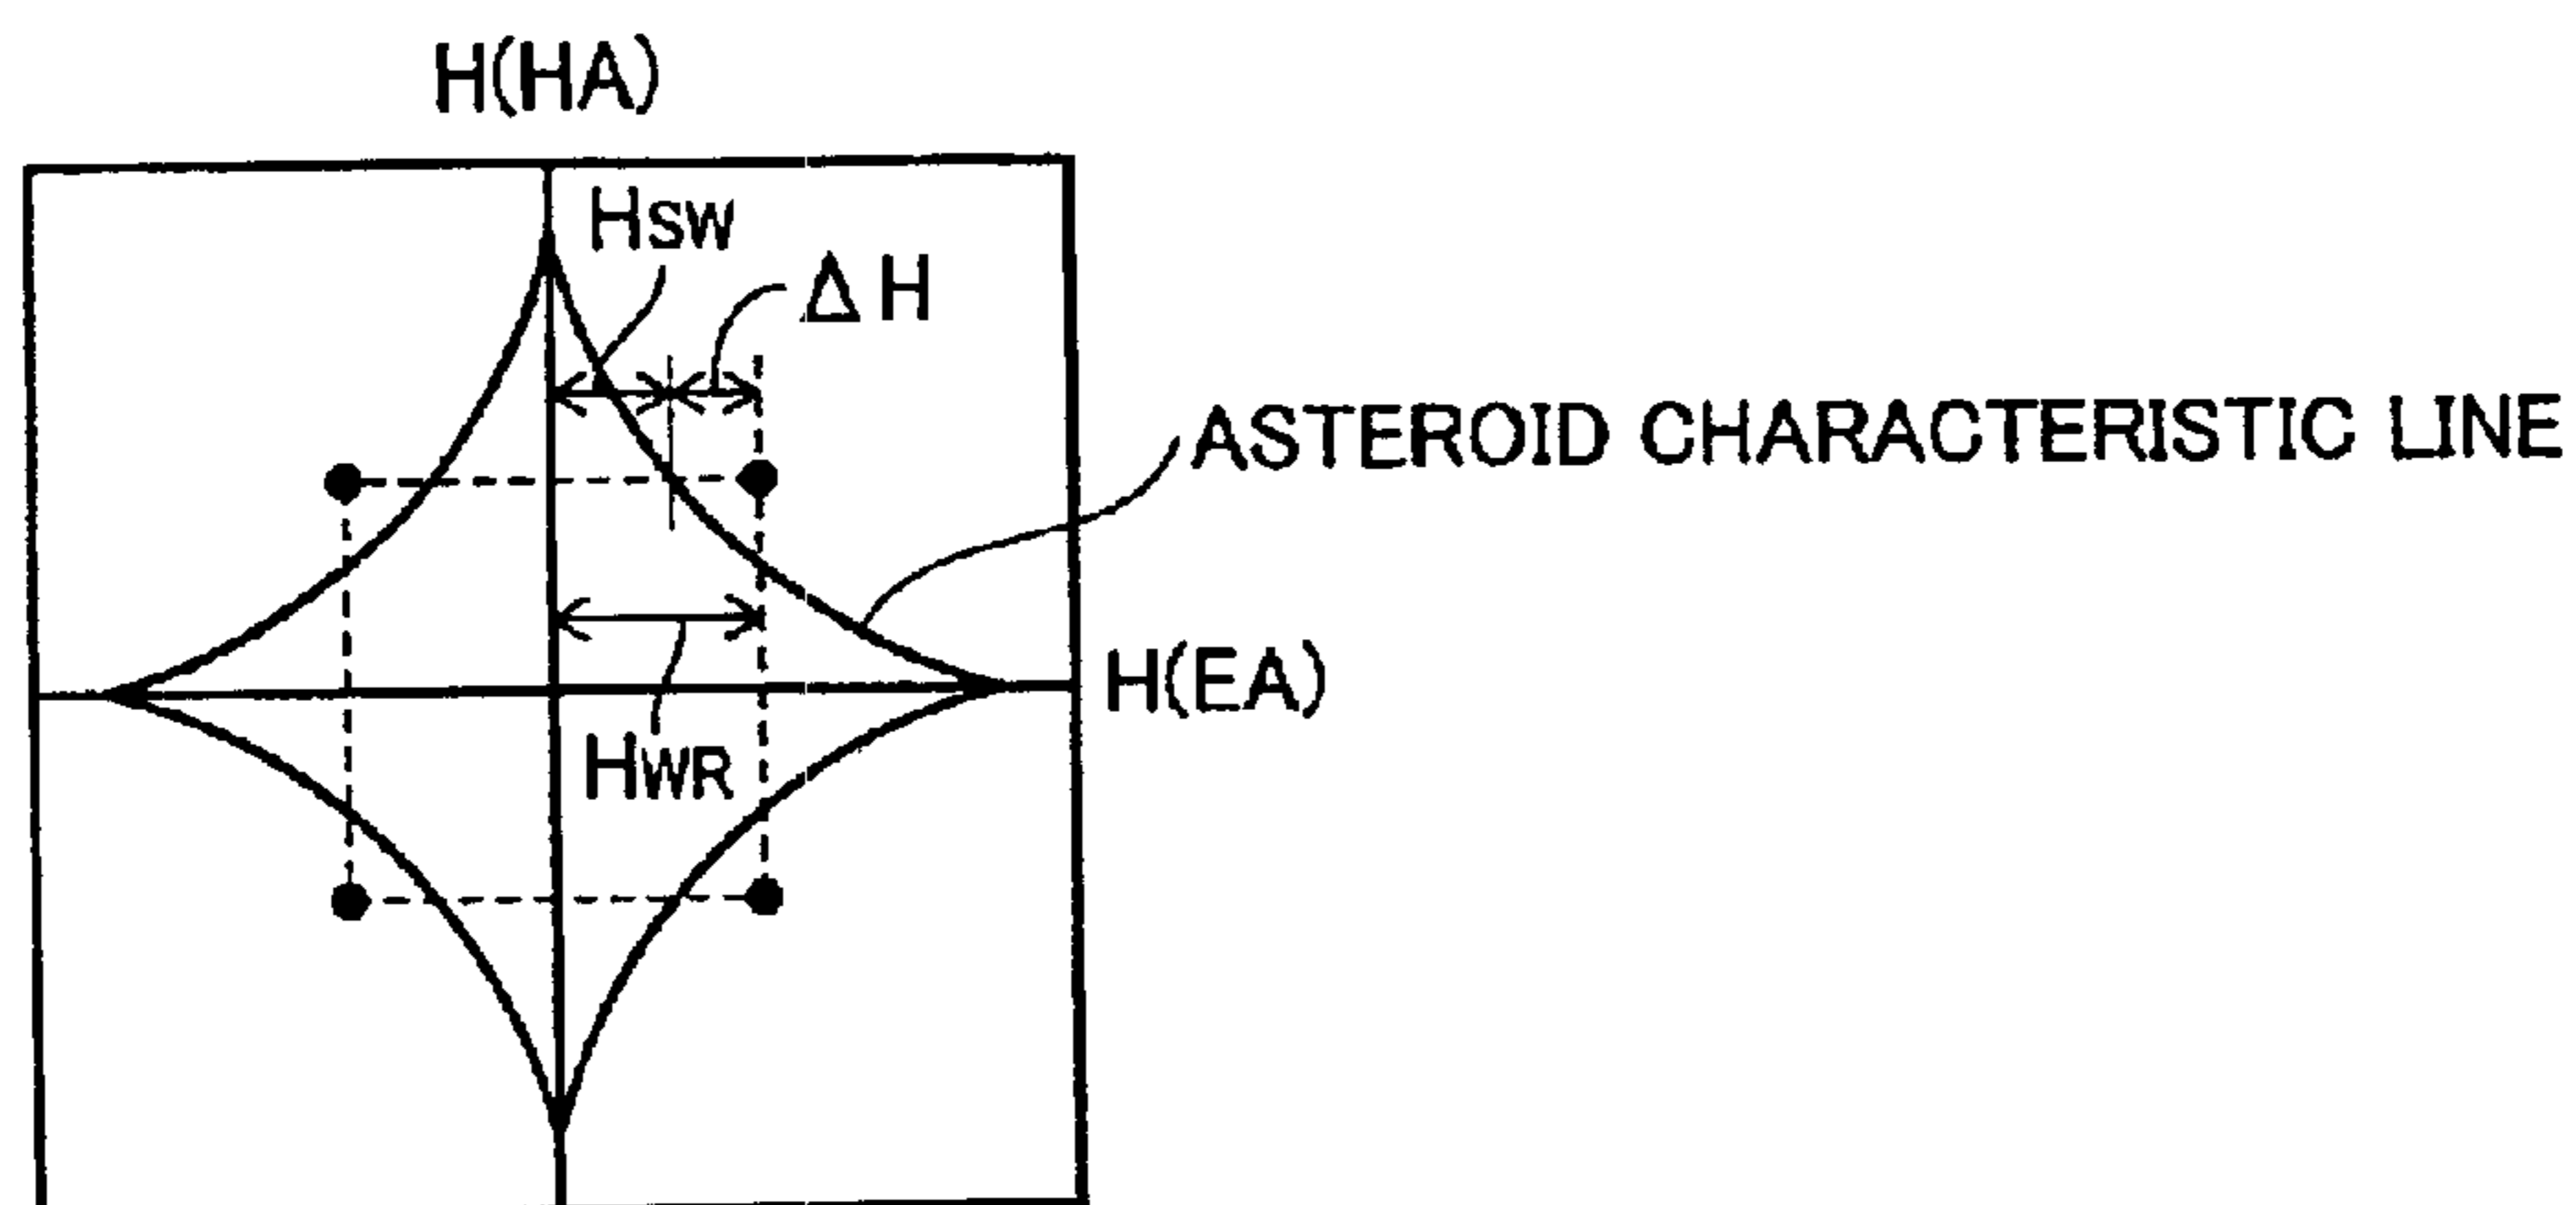 H(HA)
HSW
ΔH
ASTEROID CHARACTERISTIC LINE
H(EA)
HWR